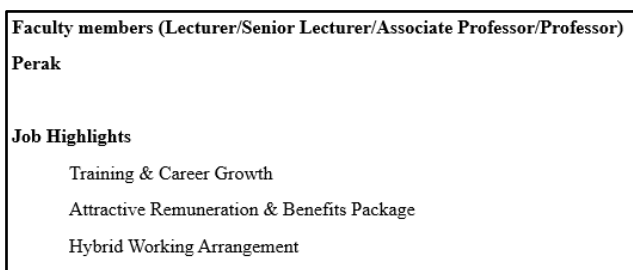 Faculty members (Lecturer/Senior Lecturer/Associate Professor/Professor)
Perak
Job Highlights
Training & Career Growth
Attractive Remuneration & Benefits Package
Hybrid Working Arrangement